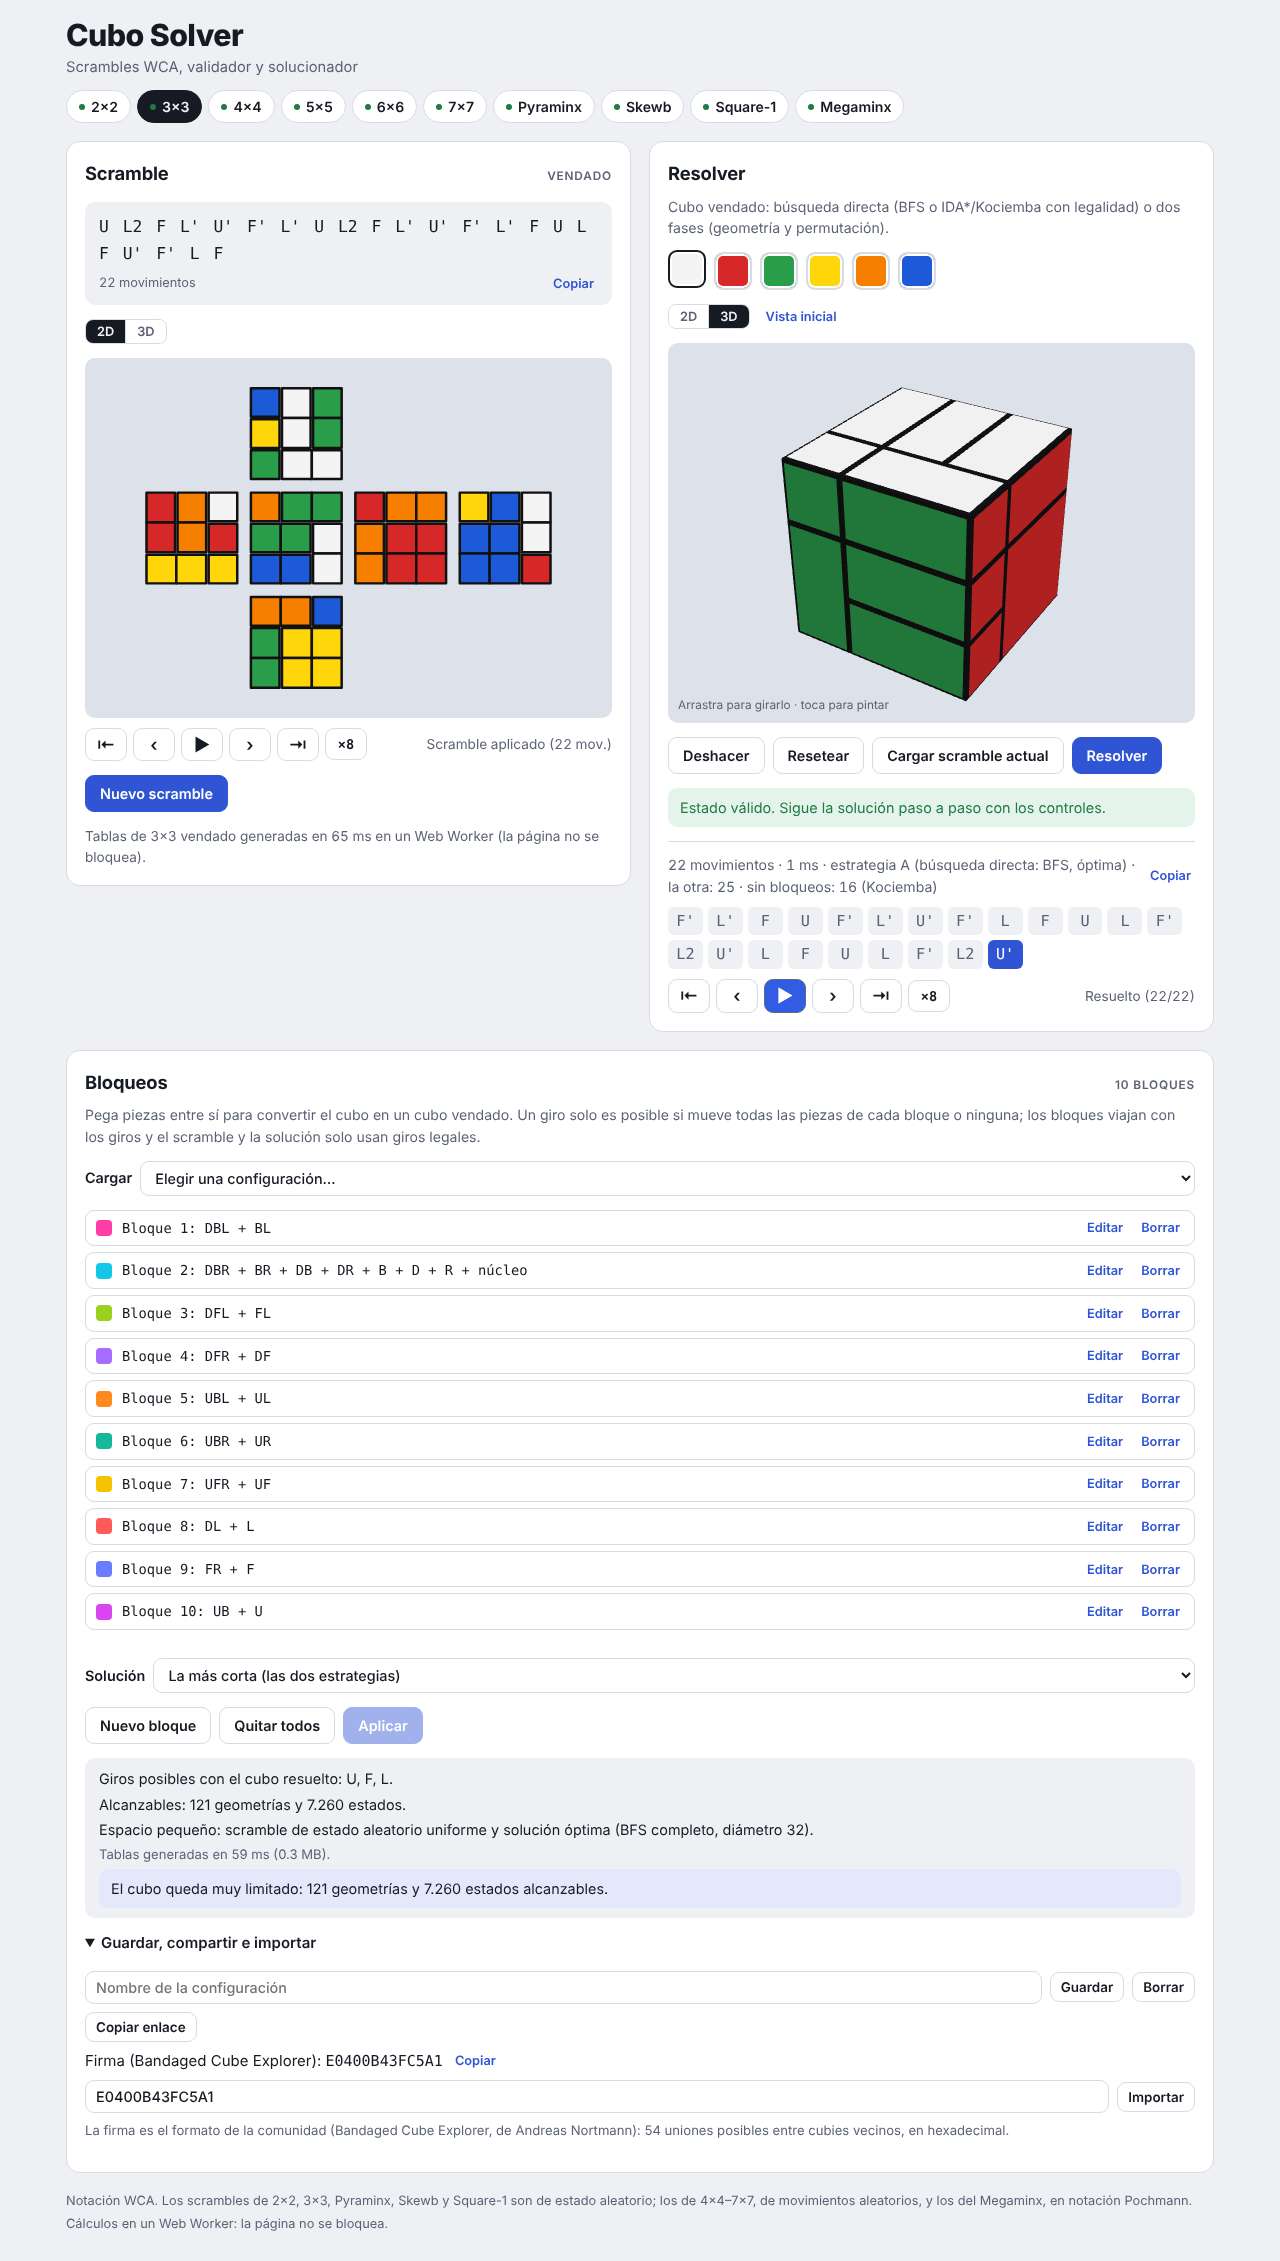 Cubo Solver
Scrambles WCA, validador y solucionador
2×2 3×3 4×4 5×5 6×6 7×7 Pyraminx Skewb Square-1 Megaminx
Scramble
VENDADO
U L2 F L' U' F' L' U L2 F L' U' F' L' F U L
F U' F' L F
22 movimientos
Copiar
2D 3D
⇤ ‹ ▶ › ⇥ ×8
Scramble aplicado (22 mov.)
Nuevo scramble
Tablas de 3×3 vendado generadas en 65 ms en un Web Worker (la página no se
bloquea).
Resolver
Cubo vendado: búsqueda directa (BFS o IDA*/Kociemba con legalidad) o dos
fases (geometría y permutación).
2D 3D Vista inicial
Arrastra para girarlo · toca para pintar
Deshacer Resetear Cargar scramble actual Resolver
Estado válido. Sigue la solución paso a paso con los controles.
22 movimientos · 1 ms · estrategia A (búsqueda directa: BFS, óptima) ·
la otra: 25 · sin bloqueos: 16 (Kociemba)
Copiar
F' L' F U F' L' U' F' L F U L F'
L2 U' L F U L F' L2 U'
⇤ ‹ ▶ › ⇥ ×8
Resuelto (22/22)
Bloqueos
10 BLOQUES
Pega piezas entre sí para convertir el cubo en un cubo vendado. Un giro solo es posible si mueve todas las piezas de cada bloque o ninguna; los bloques viajan con
los giros y el scramble y la solución solo usan giros legales.
Cargar Elegir una configuración...
Bloque 1: DBL + BL Editar Borrar
Bloque 2: DBR + BR + DB + DR + B + D + R + núcleo Editar Borrar
Bloque 3: DFL + FL Editar Borrar
Bloque 4: DFR + DF Editar Borrar
Bloque 5: UBL + UL Editar Borrar
Bloque 6: UBR + UR Editar Borrar
Bloque 7: UFR + UF Editar Borrar
Bloque 8: DL + L Editar Borrar
Bloque 9: FR + F Editar Borrar
Bloque 10: UB + U Editar Borrar
Solución La más corta (las dos estrategias)
Nuevo bloque Quitar todos Aplicar
Giros posibles con el cubo resuelto: U, F, L.
Alcanzables: 121 geometrías y 7.260 estados.
Espacio pequeño: scramble de estado aleatorio uniforme y solución óptima (BFS completo, diámetro 32).
Tablas generadas en 59 ms (0.3 MB).
El cubo queda muy limitado: 121 geometrías y 7.260 estados alcanzables.
▼ Guardar, compartir e importar
Nombre de la configuración Guardar Borrar
Copiar enlace
Firma (Bandaged Cube Explorer): E0400B43FC5A1 Copiar
E0400B43FC5A1 Importar
La firma es el formato de la comunidad (Bandaged Cube Explorer, de Andreas Nortmann): 54 uniones posibles entre cubies vecinos, en hexadecimal.
Notación WCA. Los scrambles de 2×2, 3×3, Pyraminx, Skewb y Square-1 son de estado aleatorio; los de 4×4–7×7, de movimientos aleatorios, y los del Megaminx, en notación Pochmann.
Cálculos en un Web Worker: la página no se bloquea.